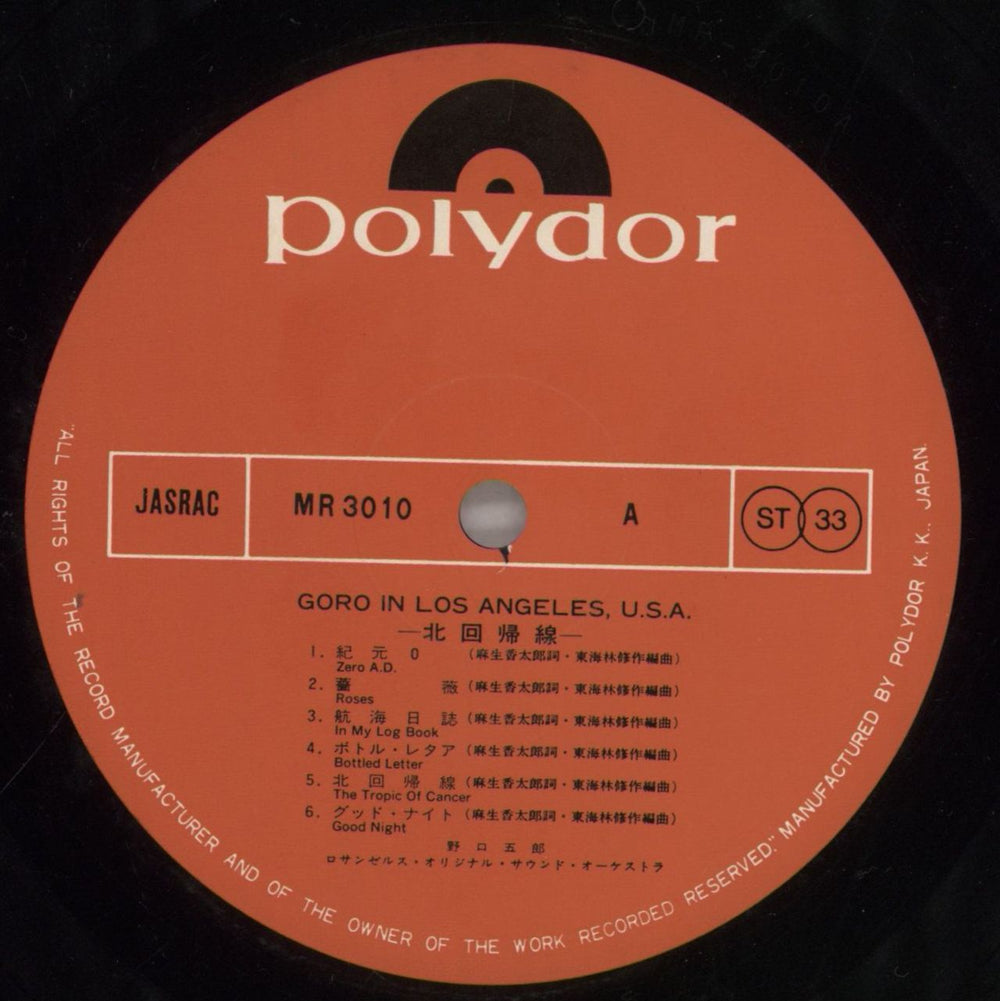 polydor
JASRAC MR 3010 A ST 33
GORO IN LOS ANGELES, U.S.A.
—北回帰線—
1. 紀元0 (麻生香太郎詞・東海林修作編曲)
Zero A.D.
2. 薔薇 (麻生香太郎詞・東海林修作編曲)
Roses
3. 航海日誌 (麻生香太郎詞・東海林修作編曲)
In My Log Book
4. ボトル・レタア (麻生香太郎詞・東海林修作編曲)
Bottled Letter
5. 北回帰線 (麻生香太郎詞・東海林修作編曲)
The Tropic Of Cancer
6. グッド・ナイト (麻生香太郎詞・東海林修作編曲)
Good Night
野口五郎
ロサンゼルス・オリジナル・サウンド・オーケストラ
"ALL RIGHTS OF THE RECORD MANUFACTURER AND OF THE OWNER OF THE WORK RECORDED RESERVED." MANUFACTURED BY POLYDOR K. K., JAPAN.